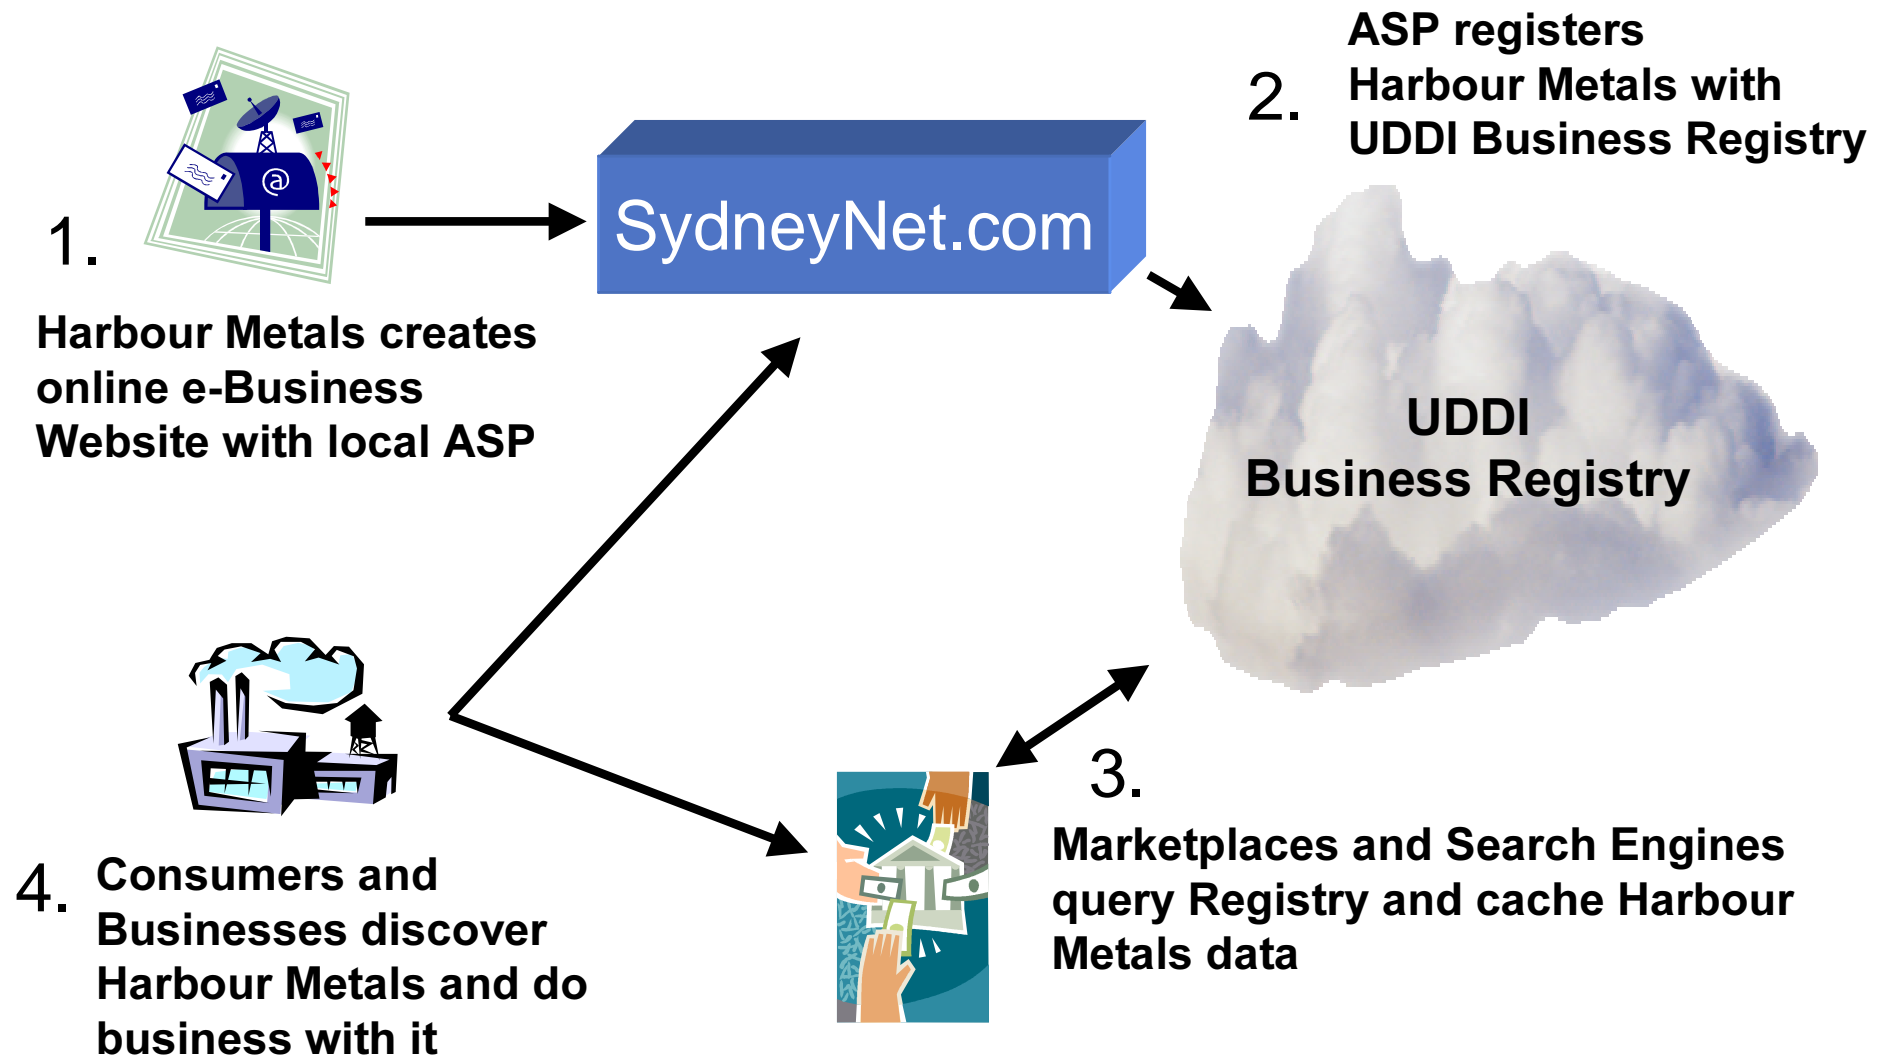 1.
Harbour Metals creates
online e-Business
Website with local ASP
@
SydneyNet.com
2.
ASP registers
Harbour Metals with
UDDI Business Registry
UDDI
Business Registry
3.
Marketplaces and Search Engines
query Registry and cache Harbour
Metals data
4.
Consumers and
Businesses discover
Harbour Metals and do
business with it